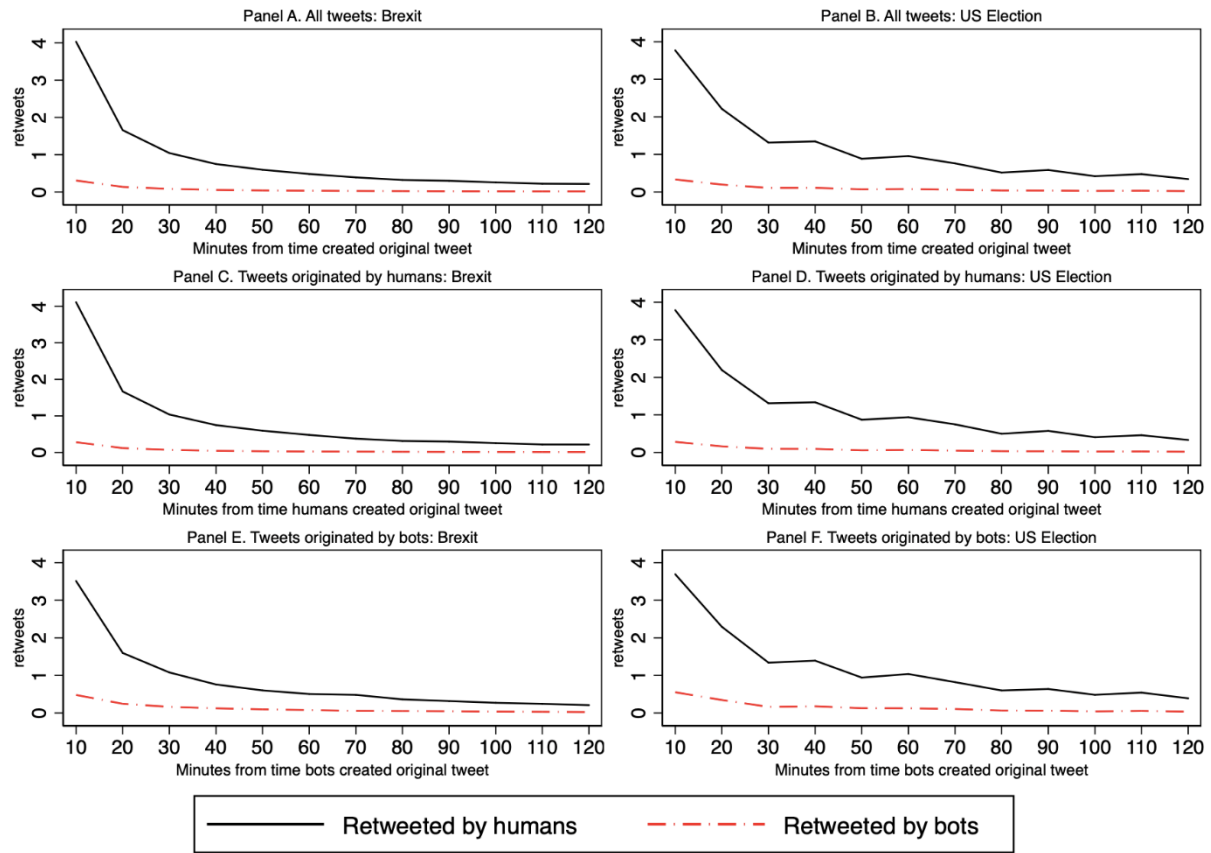 Panel A. All tweets: Brexit
retweets
4
3
2
1
0
10 20 30 40 50 60 70 80 90 100 110 120
Minutes from time created original tweet
Panel B. All tweets: US Election
retweets
4
3
2
1
0
10 20 30 40 50 60 70 80 90 100 110 120
Minutes from time created original tweet
Panel C. Tweets originated by humans: Brexit
retweets
4
3
2
1
0
10 20 30 40 50 60 70 80 90 100 110 120
Minutes from time humans created original tweet
Panel D. Tweets originated by humans: US Election
retweets
4
3
2
1
0
10 20 30 40 50 60 70 80 90 100 110 120
Minutes from time humans created original tweet
Panel E. Tweets originated by bots: Brexit
retweets
4
3
2
1
0
10 20 30 40 50 60 70 80 90 100 110 120
Minutes from time bots created original tweet
Panel F. Tweets originated by bots: US Election
retweets
4
3
2
1
0
10 20 30 40 50 60 70 80 90 100 110 120
Minutes from time bots created original tweet
Retweeted by humans
Retweeted by bots